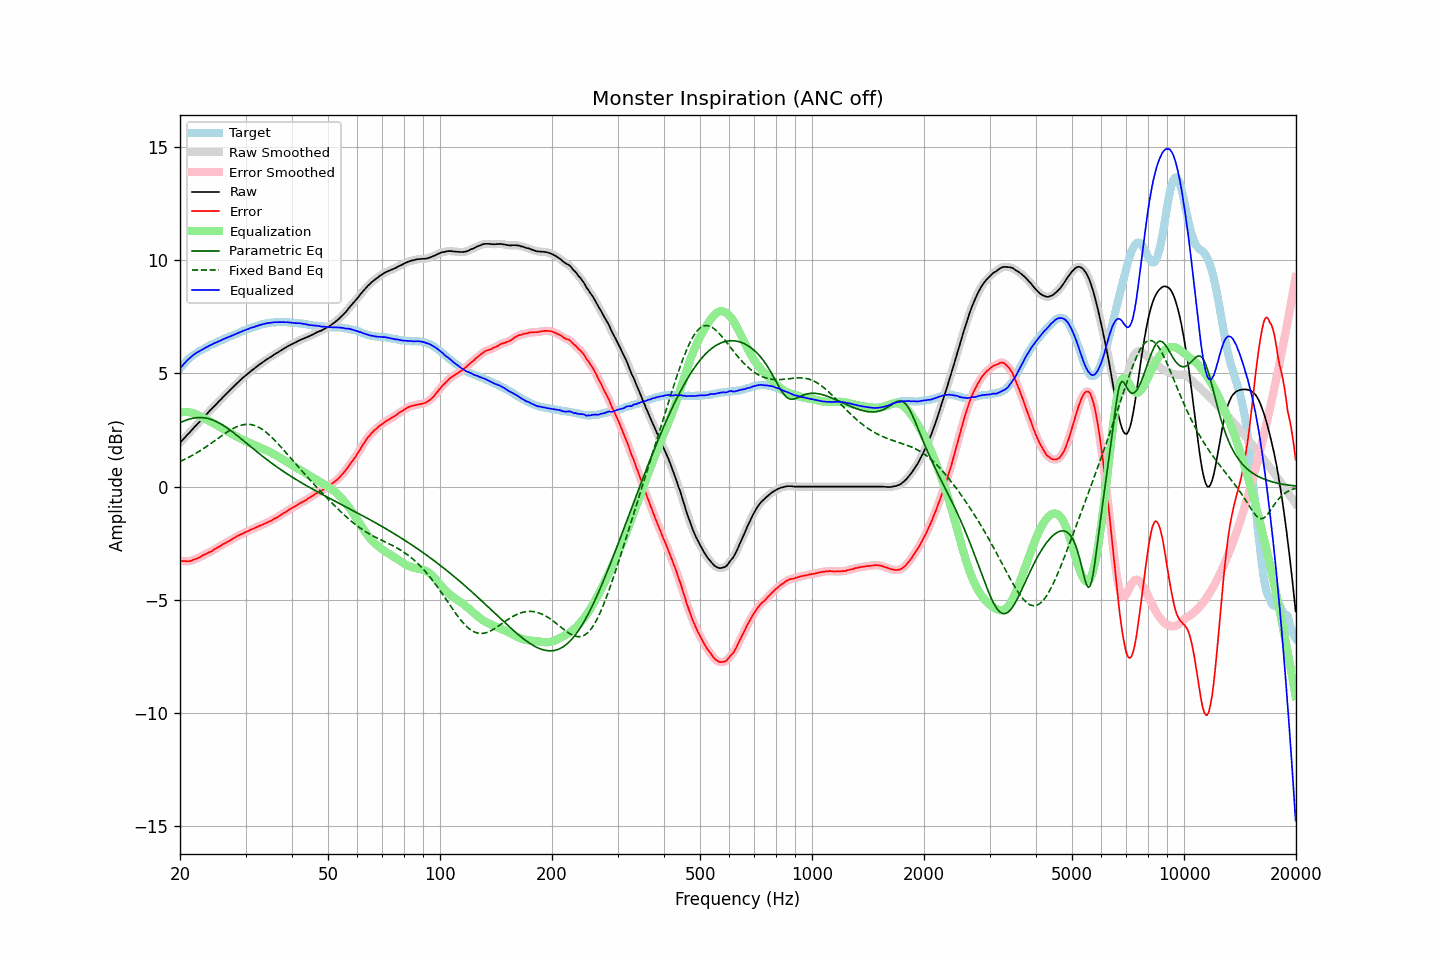 Monster Inspiration (ANC off)
Target
Raw Smoothed
Error Smoothed
Raw
Error
Equalization
Parametric Eq
Fixed Band Eq
Equalized
15
10
5
0
−5
−10
−15
Amplitude (dBr)
20
50
100
200
500
1000
2000
5000
10000
20000
Frequency (Hz)